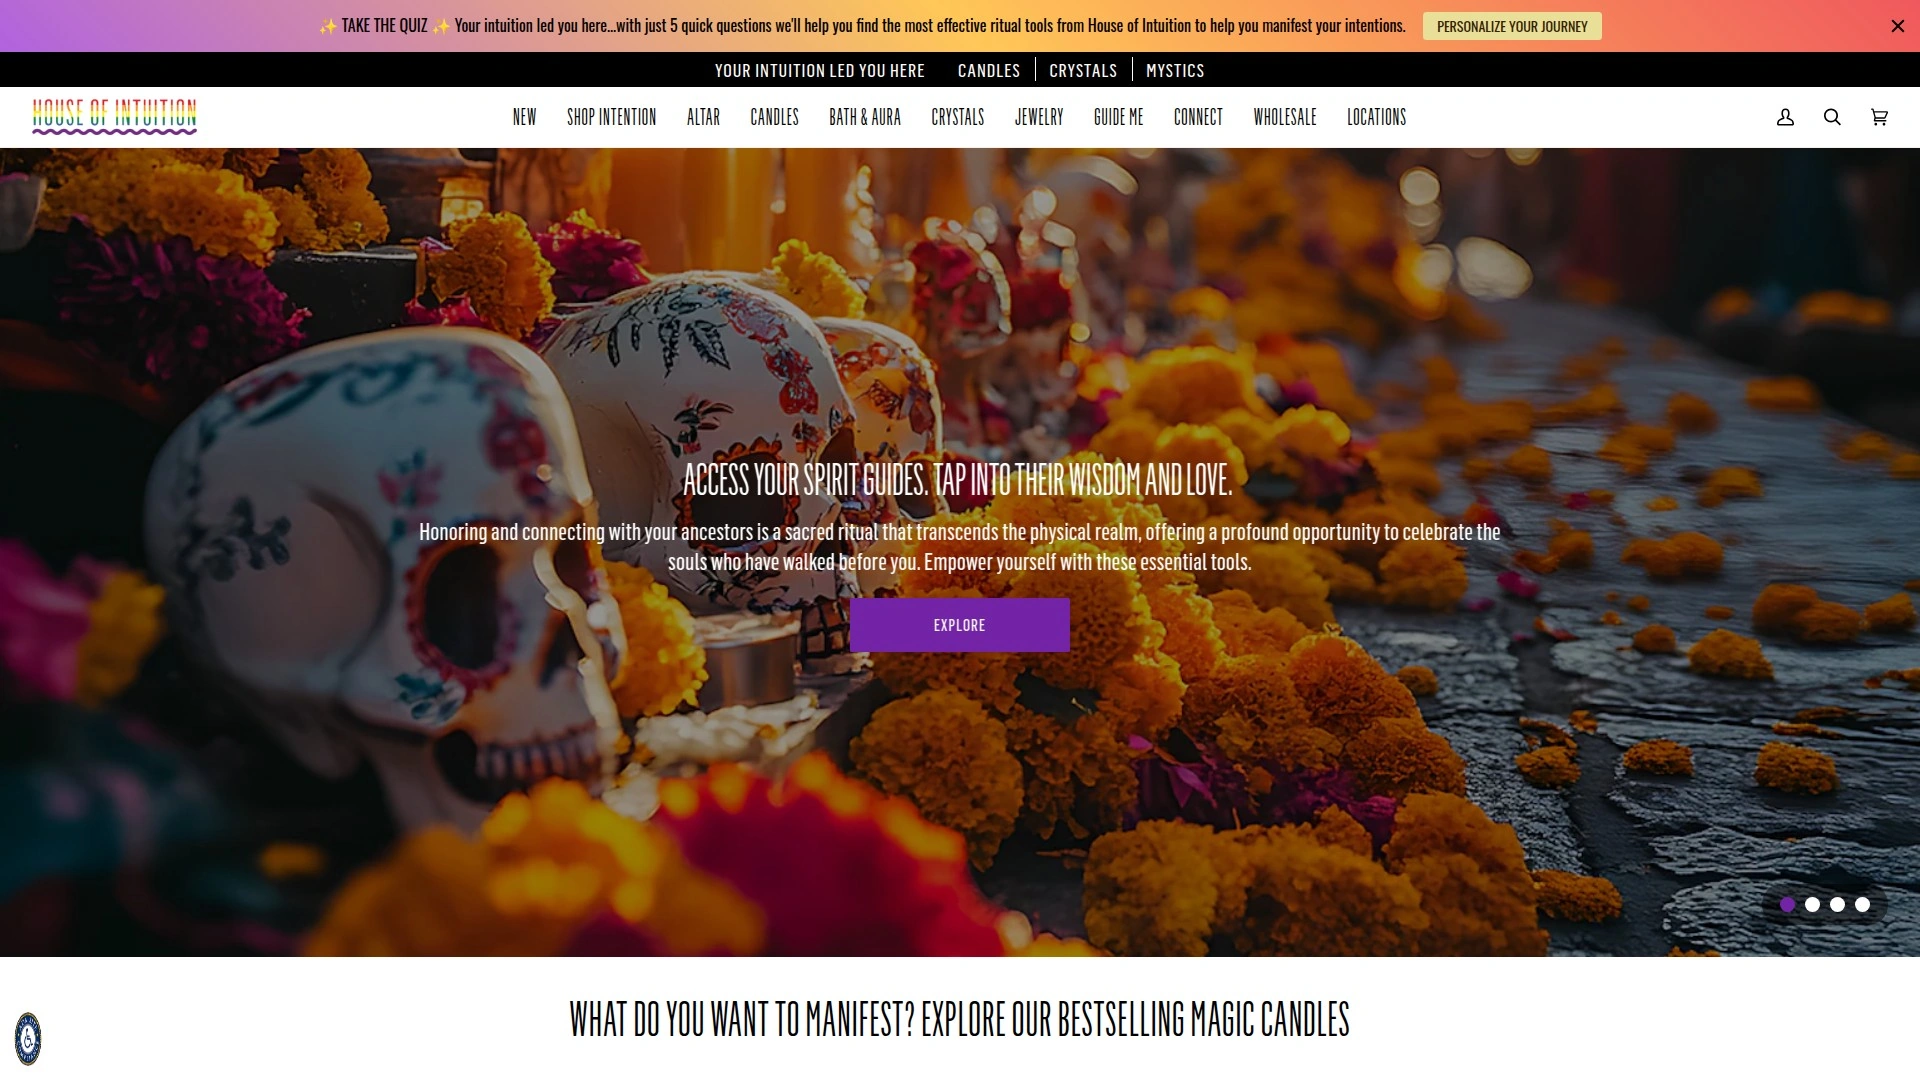 ✨ TAKE THE QUIZ ✨ Your intuition led you here...with just 5 quick questions we'll help you find the most effective ritual tools from House of Intuition to help you manifest your intentions. PERSONALIZE YOUR JOURNEY
YOUR INTUITION LED YOU HERE CANDLES CRYSTALS MYSTICS
HOUSE OF INTUITION NEW SHOP INTENTION ALTAR CANDLES BATH & AURA CRYSTALS JEWELRY GUIDE ME CONNECT WHOLESALE LOCATIONS
ACCESS YOUR SPIRIT GUIDES. TAP INTO THEIR WISDOM AND LOVE.
Honoring and connecting with your ancestors is a sacred ritual that transcends the physical realm, offering a profound opportunity to celebrate the
souls who have walked before you. Empower yourself with these essential tools.
EXPLORE
WHAT DO YOU WANT TO MANIFEST? EXPLORE OUR BESTSELLING MAGIC CANDLES